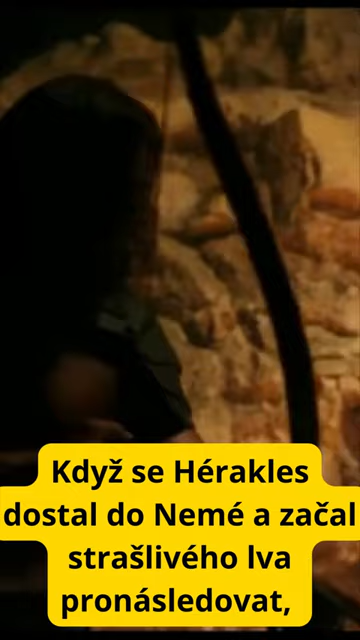 Když se Hérakles
dostal do Nemé a začal
strašlivého lva
pronásledovat,